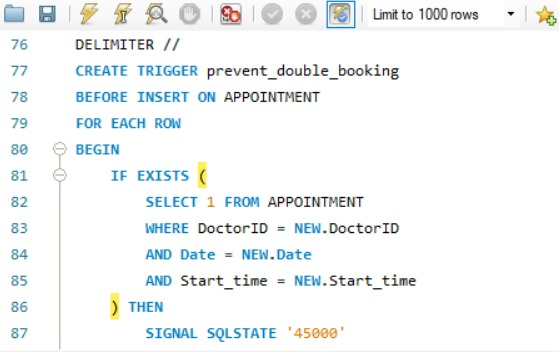 Limit to 1000 rows
76 DELIMITER //
77 CREATE TRIGGER prevent_double_booking
78 BEFORE INSERT ON APPOINTMENT
79 FOR EACH ROW
80 BEGIN
81 IF EXISTS (
82 SELECT 1 FROM APPOINTMENT
83 WHERE DoctorID = NEW.DoctorID
84 AND Date = NEW.Date
85 AND Start_time = NEW.Start_time
86 ) THEN
87 SIGNAL SQLSTATE '45000'